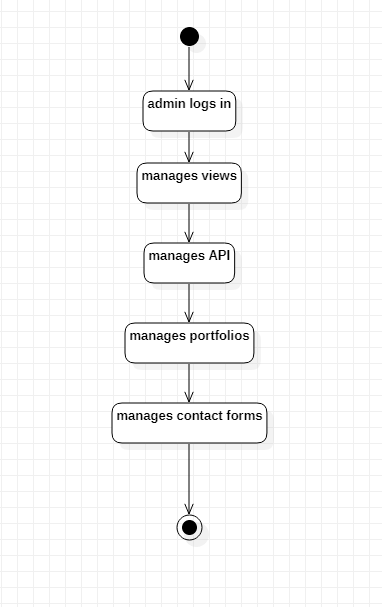 admin logs in
manages views
manages API
manages portfolios
manages contact forms